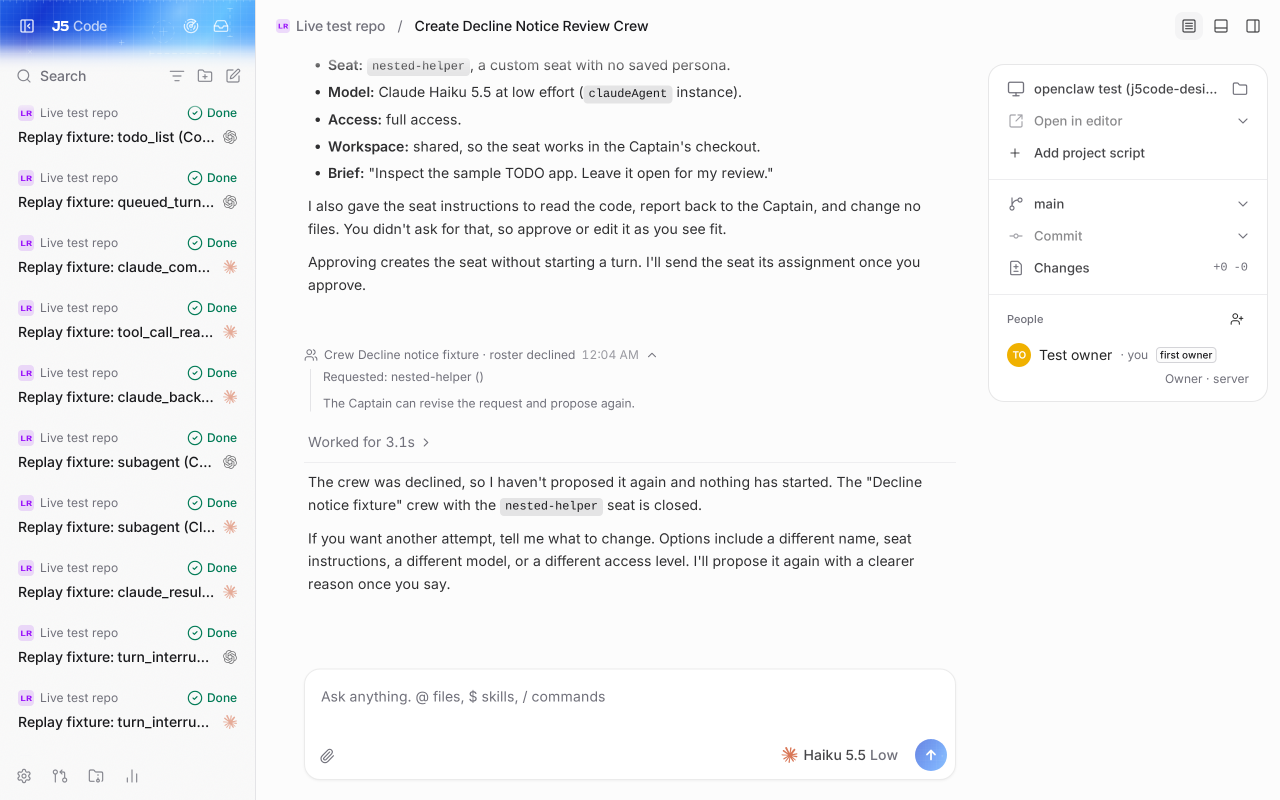 J5 Code
Search
LR Live test repo Done
Replay fixture: todo_list (Co...
LR Live test repo Done
Replay fixture: queued_turn...
LR Live test repo Done
Replay fixture: claude_com...
LR Live test repo Done
Replay fixture: tool_call_rea...
LR Live test repo Done
Replay fixture: claude_back...
LR Live test repo Done
Replay fixture: subagent (C...
LR Live test repo Done
Replay fixture: subagent (Cl...
LR Live test repo Done
Replay fixture: claude_resul...
LR Live test repo Done
Replay fixture: turn_interru...
LR Live test repo Done
Replay fixture: turn_interru...
LR Live test repo / Create Decline Notice Review Crew
• Seat: nested-helper, a custom seat with no saved persona.
• Model: Claude Haiku 5.5 at low effort (claudeAgent instance).
• Access: full access.
• Workspace: shared, so the seat works in the Captain's checkout.
• Brief: "Inspect the sample TODO app. Leave it open for my review."
I also gave the seat instructions to read the code, report back to the Captain, and change no
files. You didn't ask for that, so approve or edit it as you see fit.
Approving creates the seat without starting a turn. I'll send the seat its assignment once you
approve.
Crew Decline notice fixture · roster declined 12:04 AM
Requested: nested-helper ()
The Captain can revise the request and propose again.
Worked for 3.1s
The crew was declined, so I haven't proposed it again and nothing has started. The "Decline
notice fixture" crew with the nested-helper seat is closed.
If you want another attempt, tell me what to change. Options include a different name, seat
instructions, a different model, or a different access level. I'll propose it again with a clearer
reason once you say.
Ask anything. @ files, $ skills, / commands
Haiku 5.5 Low
openclaw test (j5code-desi...
Open in editor
Add project script
main
Commit
Changes +0 -0
People
TO Test owner · you first owner
Owner · server